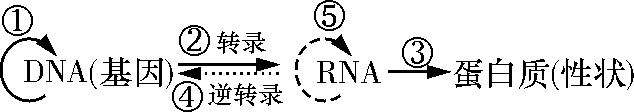 ① ② 转录 ⑤ ③
DNA(基因) RNA 蛋白质(性状)
④ 逆转录